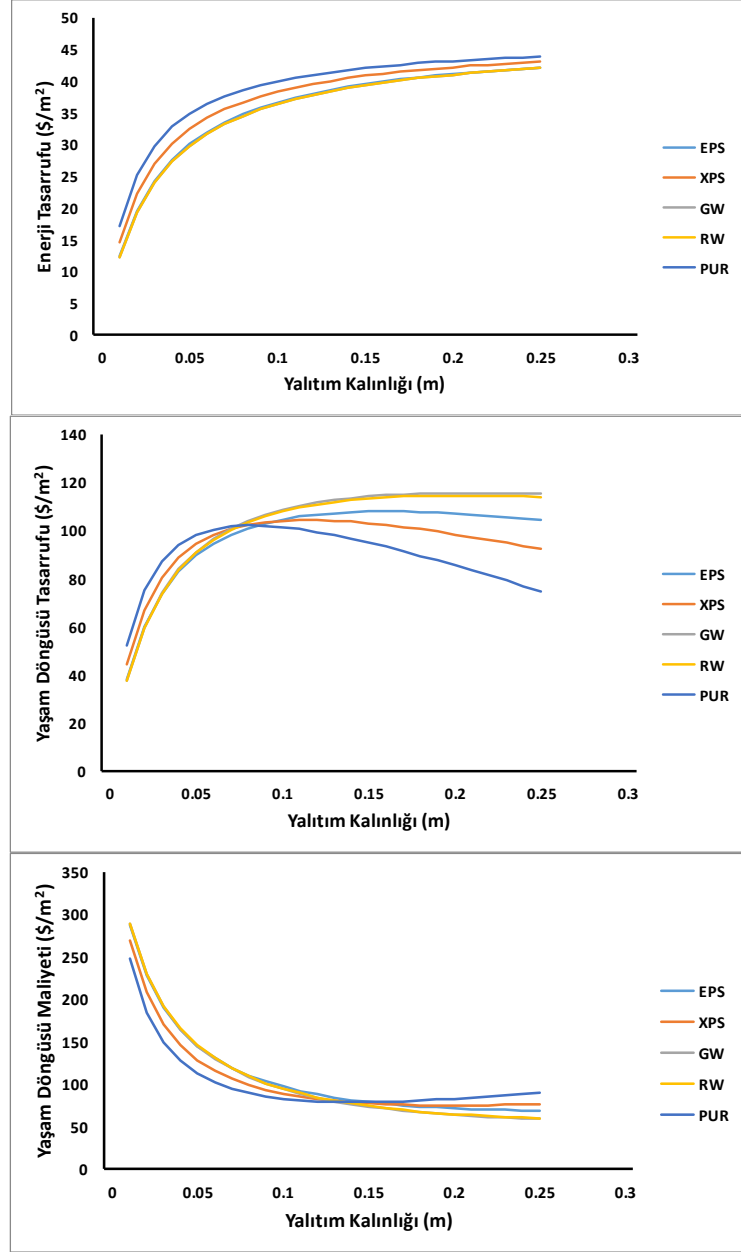 50
45
40
35
30
25
20
15
10
5
0
Enerji Tasarrufu ($/m²)
0 0.05 0.1 0.15 0.2 0.25 0.3
Yalıtım Kalınlığı (m)
EPS
XPS
GW
RW
PUR
140
120
100
80
60
40
20
0
Yaşam Döngüsü Tasarrufu ($/m²)
0 0.05 0.1 0.15 0.2 0.25 0.3
Yalıtım Kalınlığı (m)
EPS
XPS
GW
RW
PUR
350
300
250
200
150
100
50
0
Yaşam Döngüsü Maliyeti ($/m²)
0 0.05 0.1 0.15 0.2 0.25 0.3
Yalıtım Kalınlığı (m)
EPS
XPS
GW
RW
PUR